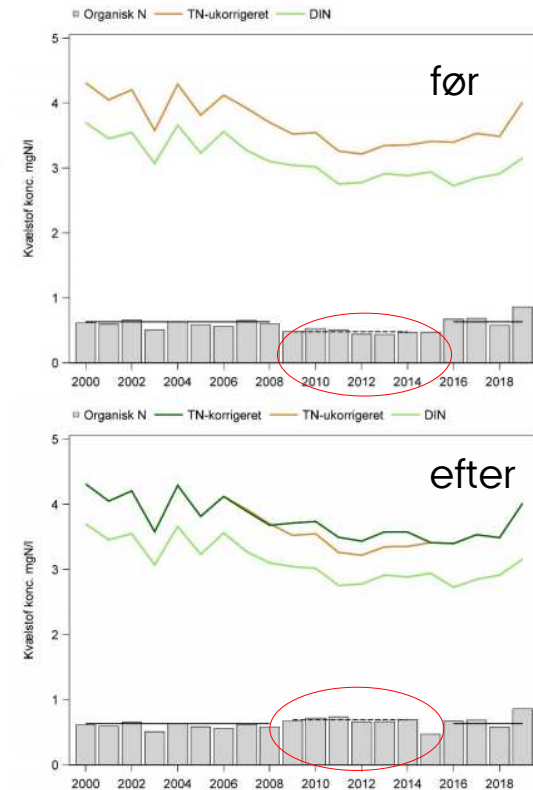 Organisk N TN-ukorrigeret DIN
før
Kvælstof konc. mgN/l
5
4
3
2
1
0
2000 2002 2004 2006 2008 2010 2012 2014 2016 2018
Organisk N TN-korrigeret TN-ukorrigeret DIN
efter
Kvælstof konc. mgN/l
5
4
3
2
1
0
2000 2002 2004 2006 2008 2010 2012 2014 2016 2018